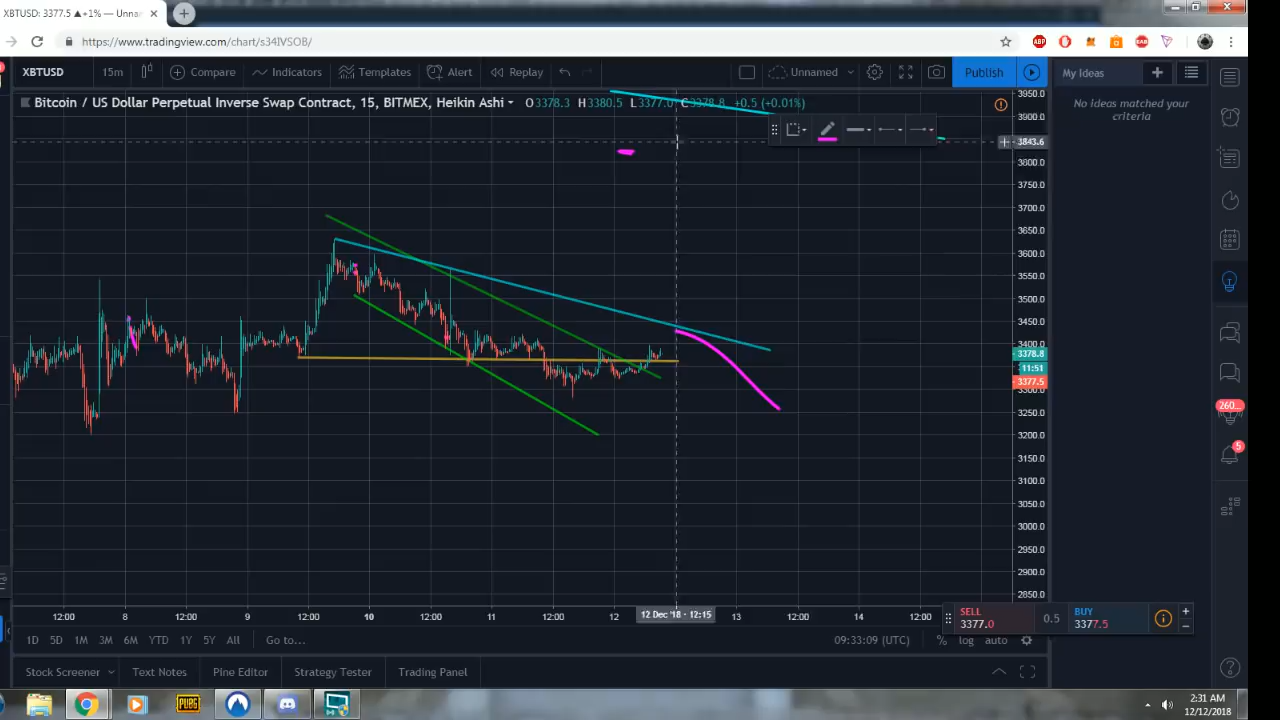 XBTUSD: 3377.5 ▲+1% — Unna
https://www.tradingview.com/chart/s34IVSOB/
XBTUSD 15m Compare Indicators Templates Alert Replay Unnamed Publish My Ideas
Bitcoin / US Dollar Perpetual Inverse Swap Contract, 15, BITMEX, Heikin Ashi O3378.3 H3380.5 L3377.0 C3378.8 +0.5 (+0.01%)
No ideas matched your
criteria
3950.0
3900.0
3843.6
3800.0
3750.0
3700.0
3650.0
3600.0
3550.0
3500.0
3450.0
3400.0
3378.8
11:51
3377.5
3300.0
3250.0
3200.0
3150.0
3100.0
3050.0
3000.0
2950.0
2900.0
2850.0
260...
5
12:00 8 12:00 9 12:00 10 12:00 11 12:00 12 12 Dec '18 - 12:15 13 12:00 14 12:00
SELL
3377.0
0.5
BUY
3377.5
1D 5D 1M 3M 6M YTD 1Y 5Y All Go to... 09:33:09 (UTC) % log auto
Stock Screener Text Notes Pine Editor Strategy Tester Trading Panel
ABP
EAB
PUBG
2:31 AM
12/12/2018